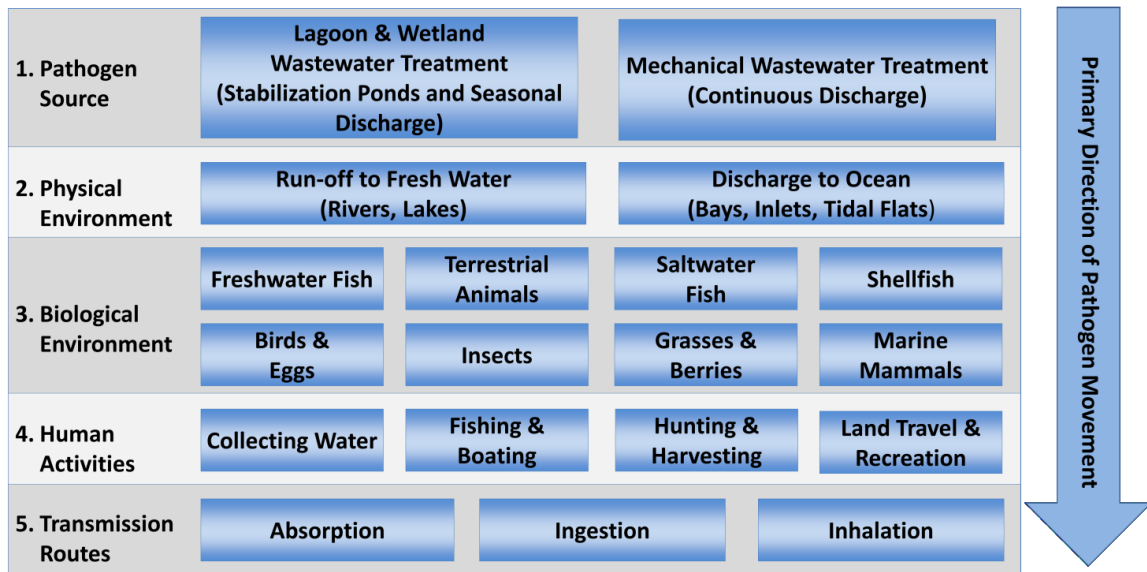 1. Pathogen
Source
Lagoon & Wetland
Wastewater Treatment
(Stabilization Ponds and Seasonal
Discharge)
Mechanical Wastewater Treatment
(Continuous Discharge)
2. Physical
Environment
Run-off to Fresh Water
(Rivers, Lakes)
Discharge to Ocean
(Bays, Inlets, Tidal Flats)
3. Biological
Environment
Freshwater Fish
Terrestrial
Animals
Saltwater
Fish
Shellfish
Birds &
Eggs
Insects
Grasses &
Berries
Marine
Mammals
4. Human
Activities
Collecting Water
Fishing &
Boating
Hunting &
Harvesting
Land Travel &
Recreation
5. Transmission
Routes
Absorption
Ingestion
Inhalation
Primary Direction of Pathogen Movement